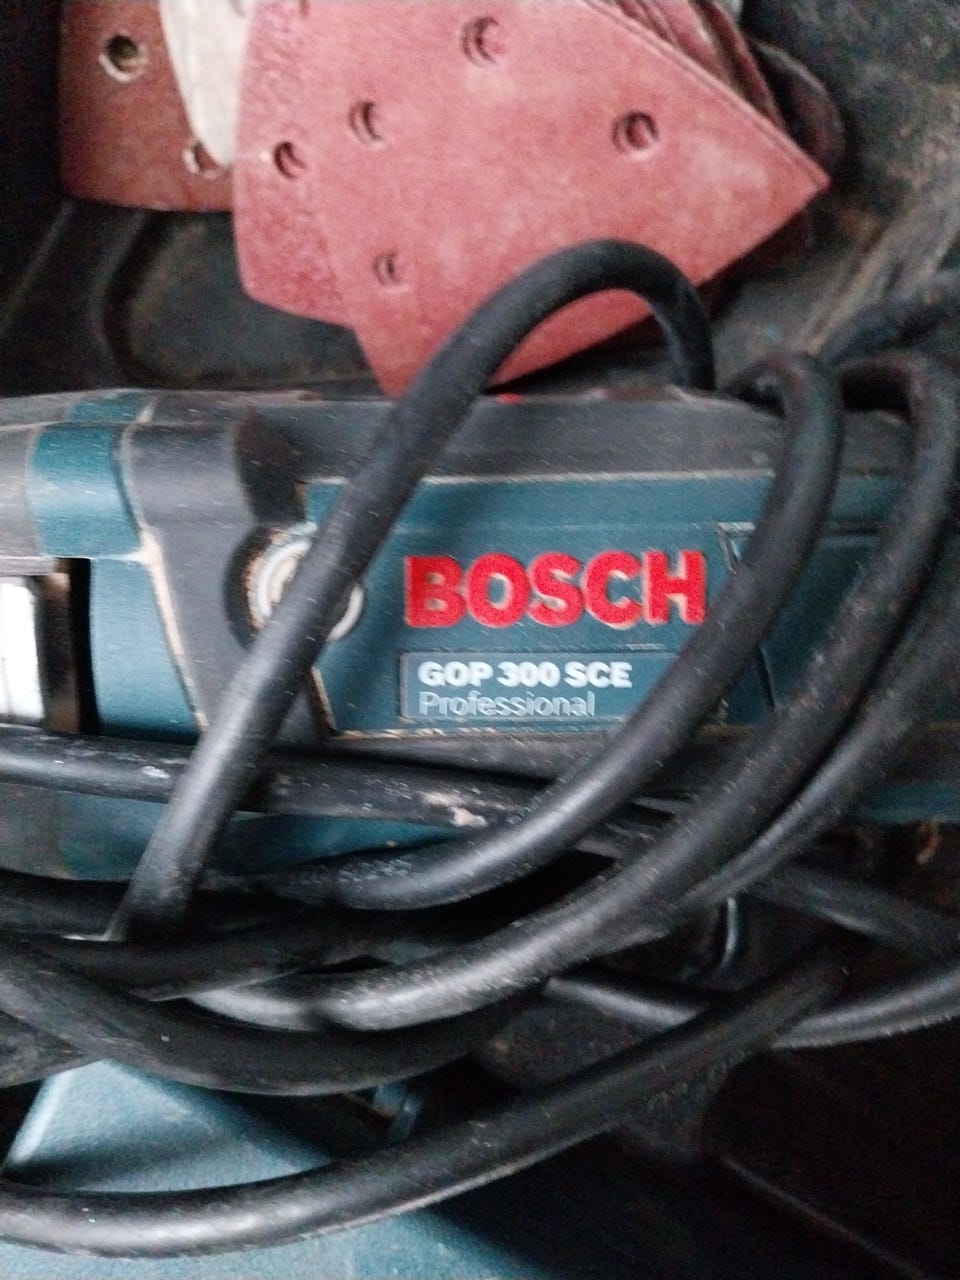 BOSCH
GOP 300 SCE
Professional